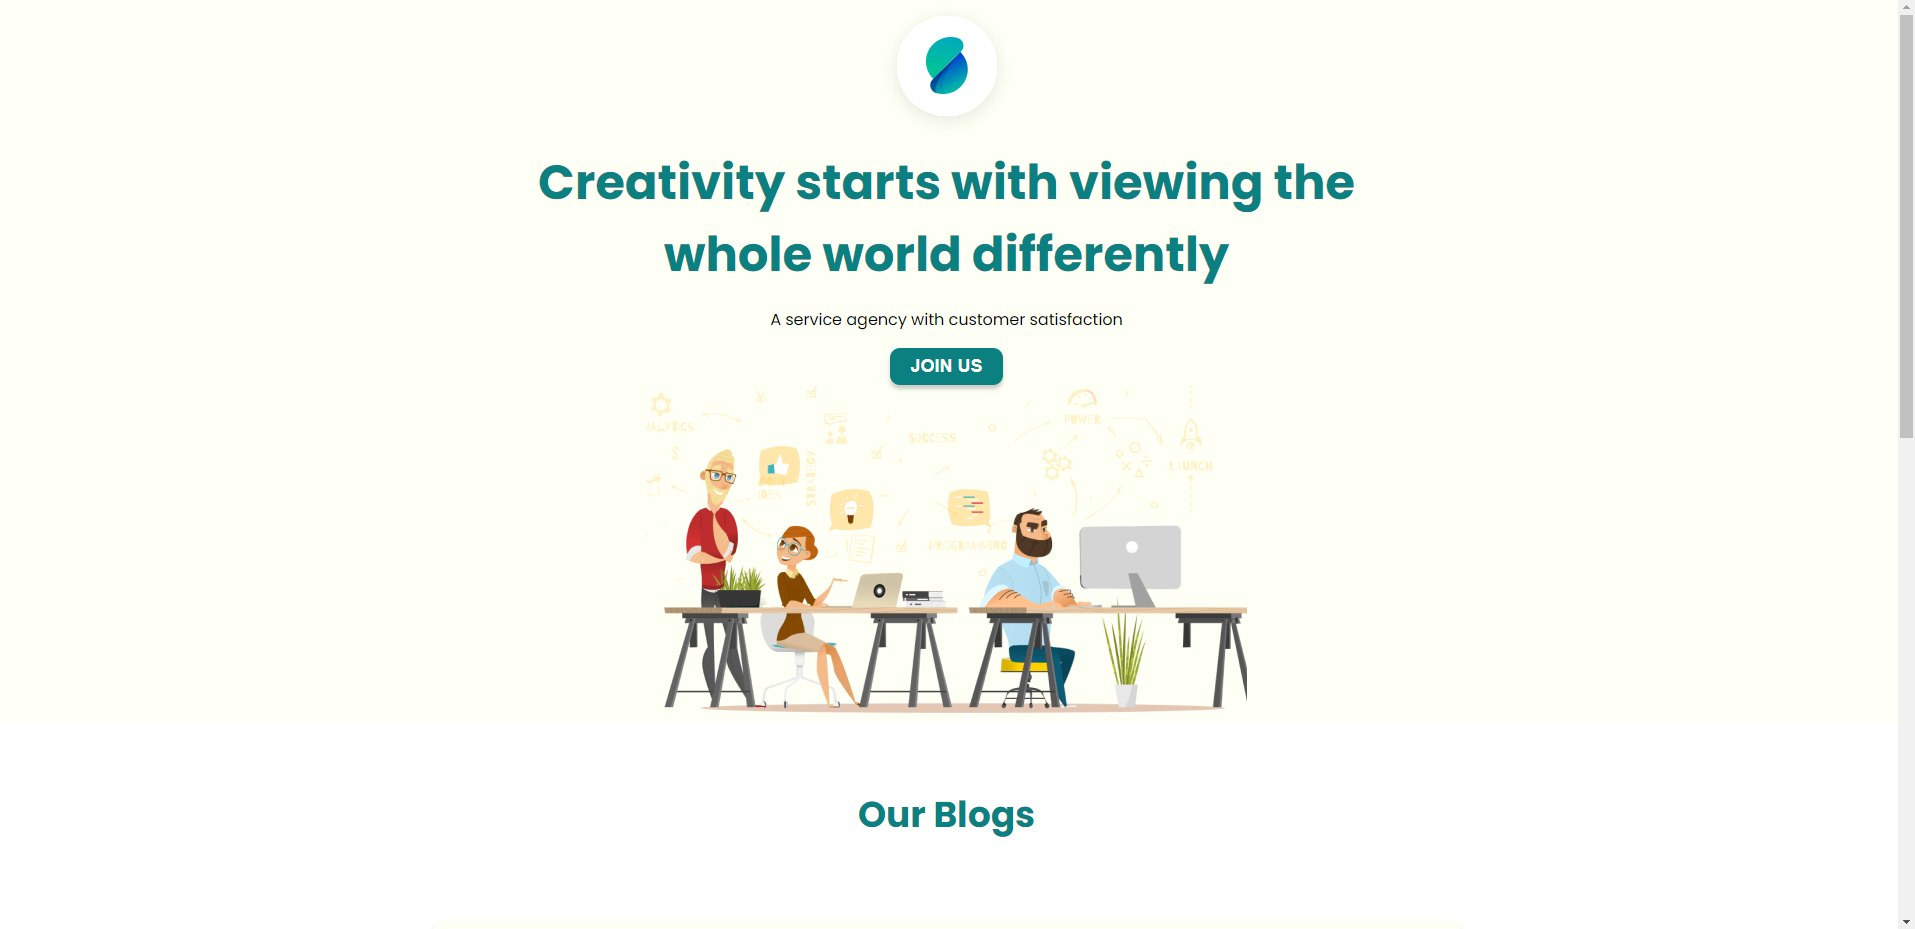 Creativity starts with viewing the
whole world differently
A service agency with customer satisfaction
JOIN US
POWER
NALYTICS
SUCCESS
STRATEGY
LAUNCH
IDEA
PROGRAMMING
Our Blogs